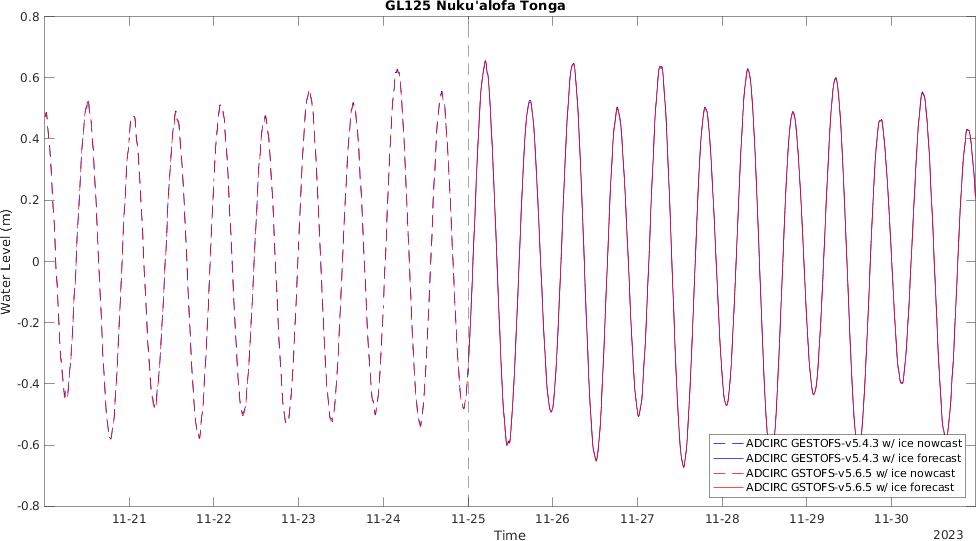 GL125 Nuku'alofa Tonga
0.8
0.6
0.4
0.2
0
-0.2
-0.4
-0.6
-0.8
Water Level (m)
11-21 11-22 11-23 11-24 11-25 11-26 11-27 11-28 11-29 11-30
Time
2023
ADCIRC GESTOFS-v5.4.3 w/ ice nowcast
ADCIRC GESTOFS-v5.4.3 w/ ice forecast
ADCIRC GSTOFS-v5.6.5 w/ ice nowcast
ADCIRC GSTOFS-v5.6.5 w/ ice forecast